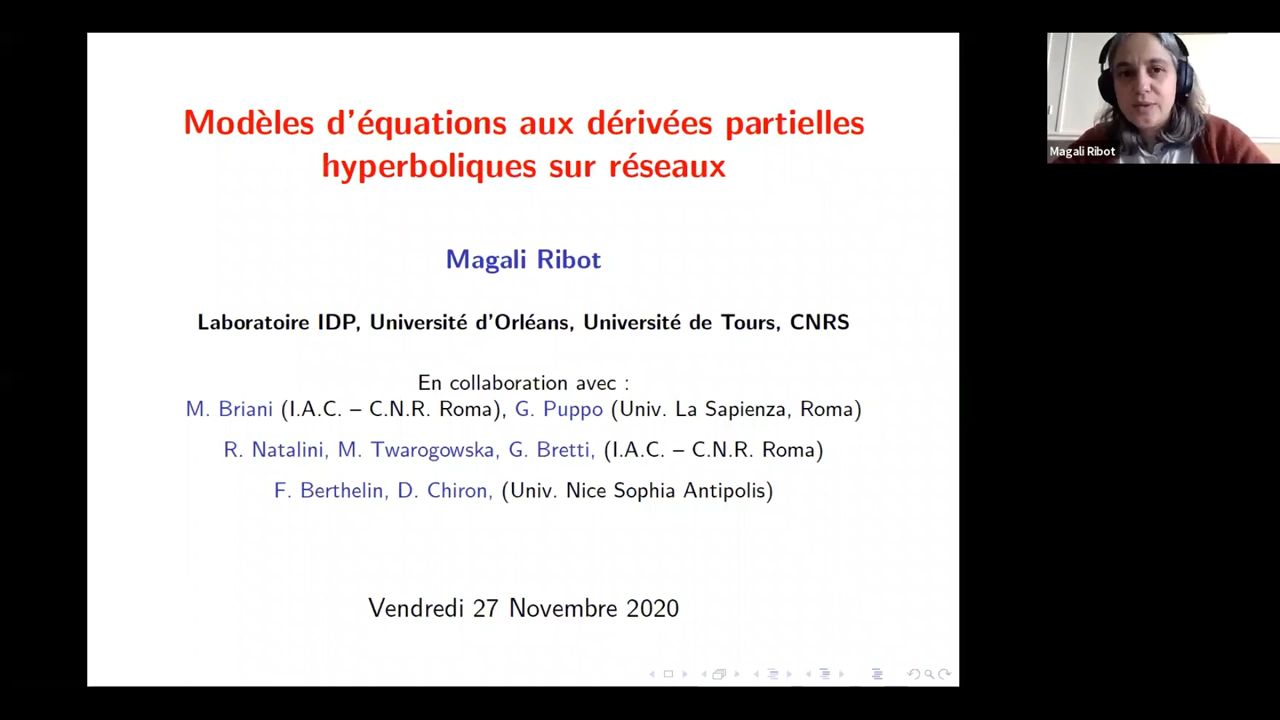 Modèles d'équations aux dérivées partielles
hyperboliques sur réseaux
Magali Ribot
Laboratoire IDP, Université d'Orléans, Université de Tours, CNRS
En collaboration avec :
M. Briani (I.A.C. – C.N.R. Roma), G. Puppo (Univ. La Sapienza, Roma)
R. Natalini, M. Twarogowska, G. Bretti, (I.A.C. – C.N.R. Roma)
F. Berthelin, D. Chiron, (Univ. Nice Sophia Antipolis)
Vendredi 27 Novembre 2020
Magali Ribot